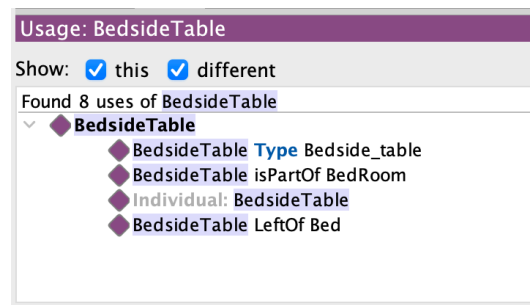 Usage: BedsideTable
Show: this different
Found 8 uses of BedsideTable
BedsideTable
BedsideTable Type Bedside_table
BedsideTable isPartOf BedRoom
Individual: BedsideTable
BedsideTable LeftOf Bed